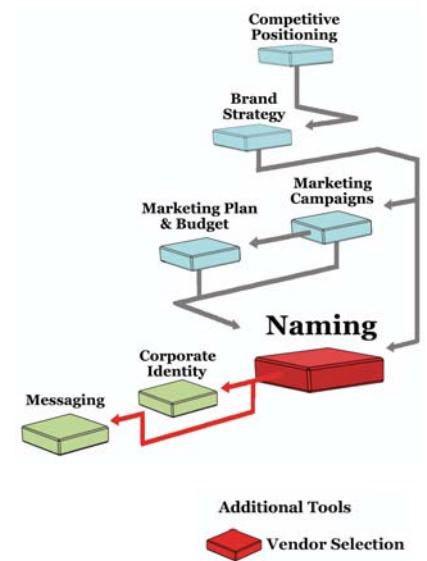 Competitive
Positioning
Brand
Strategy
Marketing
Campaigns
Marketing Plan
& Budget
Naming
Corporate
Identity
Messaging
Additional Tools
Vendor Selection